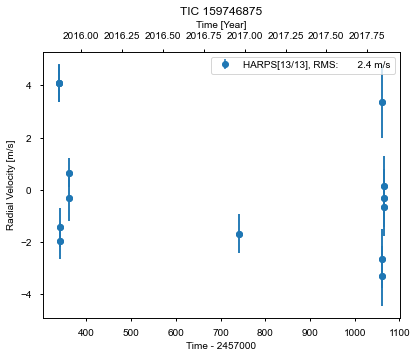 TIC 159746875
Time [Year]
2016.00 2016.25 2016.50 2016.75 2017.00 2017.25 2017.50 2017.75
HARPS[13/13], RMS: 2.4 m/s
Radial Velocity [m/s]
4
2
0
−2
−4
400 500 600 700 800 900 1000 1100
Time - 2457000